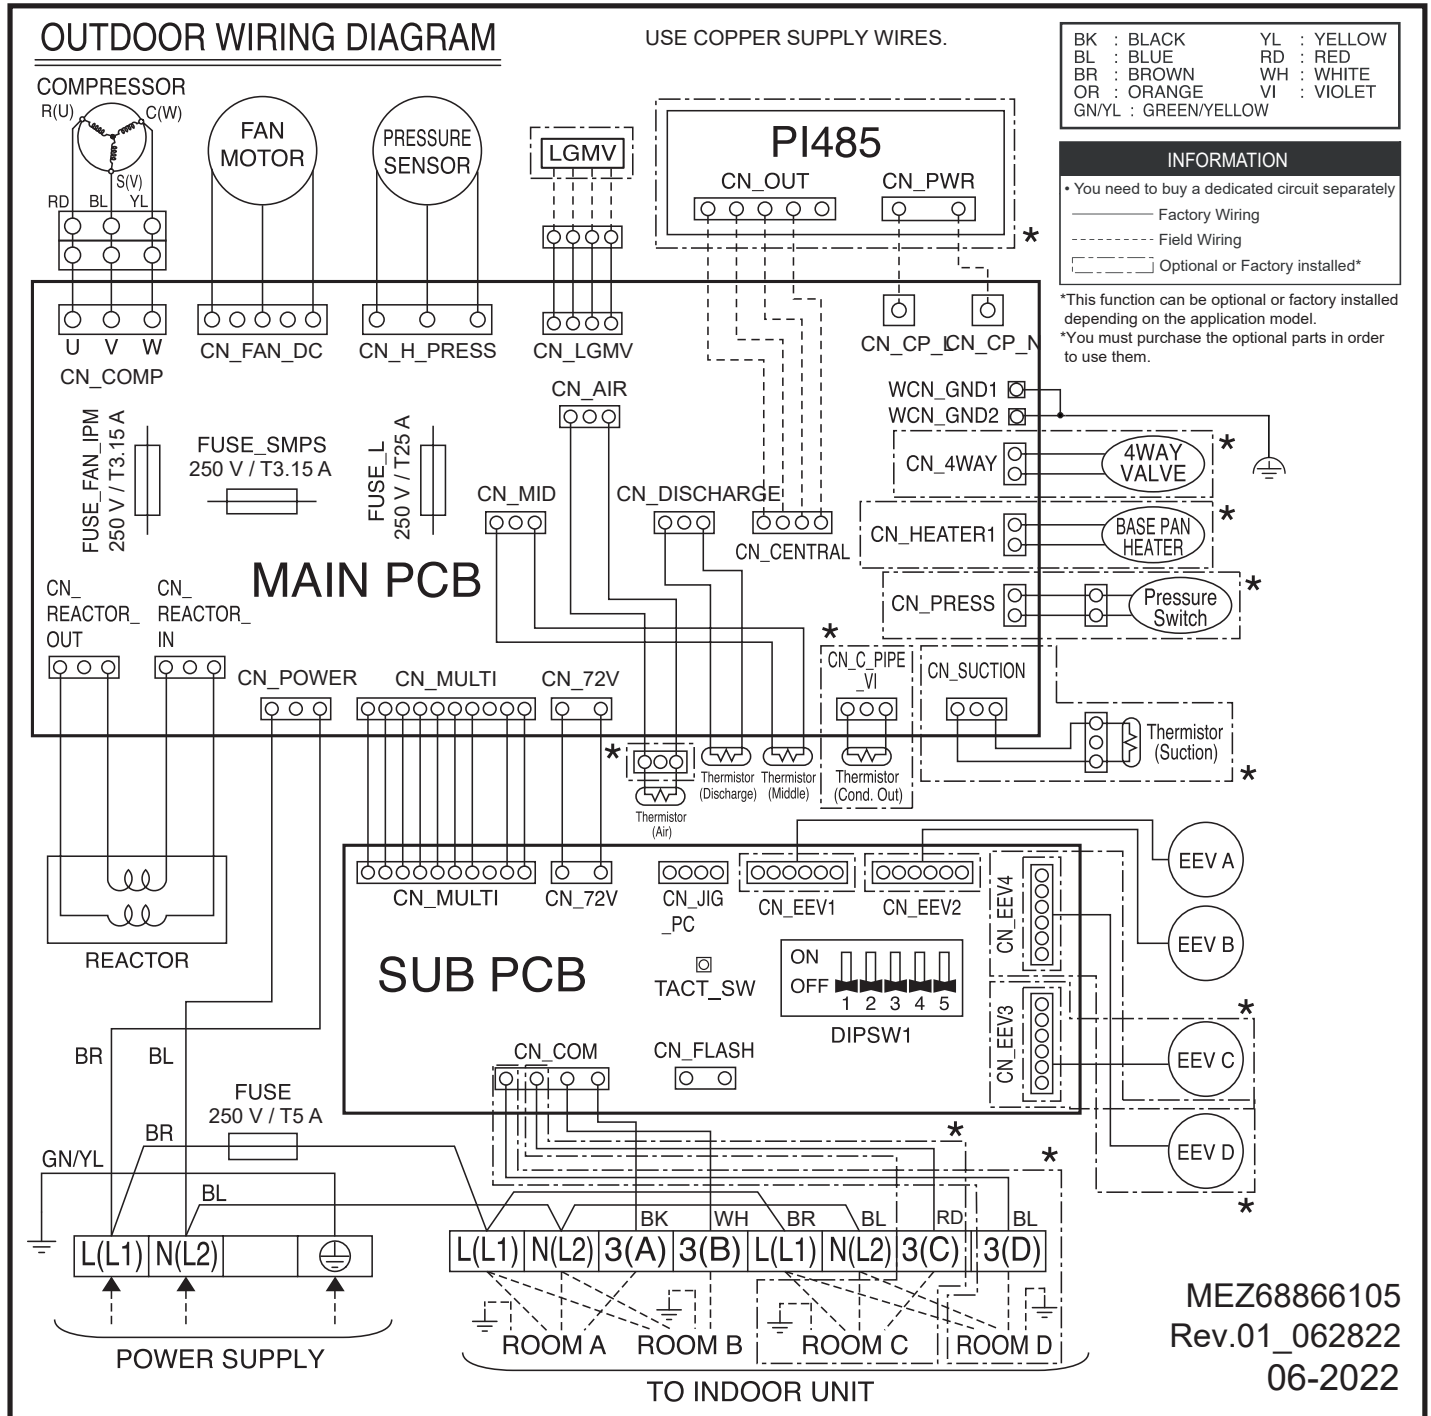 OUTDOOR WIRING DIAGRAM
USE COPPER SUPPLY WIRES.
BK : BLACK YL : YELLOW
BL : BLUE RD : RED
BR : BROWN WH : WHITE
OR : ORANGE VI : VIOLET
GN/YL : GREEN/YELLOW
INFORMATION
• You need to buy a dedicated circuit separately
Factory Wiring
Field Wiring
Optional or Factory installed*
*This function can be optional or factory installed
depending on the application model.
*You must purchase the optional parts in order
to use them.
COMPRESSOR
R(U) C(W)
S(V)
RD BL YL
FAN
MOTOR
PRESSURE
SENSOR
LGMV
PI485
CN_OUT CN_PWR
*
U V W
CN_COMP
CN_FAN_DC
CN_H_PRESS
CN_LGMV
CN_CP_L
CN_CP_N
CN_AIR
WCN_GND1
WCN_GND2
FUSE_FAN_IPM
250 V / T3.15 A
FUSE_SMPS
250 V / T3.15 A
FUSE_L
250 V / T25 A
CN_4WAY
4WAY
VALVE
*
CN_MID
CN_DISCHARGE
CN_CENTRAL
CN_HEATER1
BASE PAN
HEATER
*
MAIN PCB
CN_PRESS
Pressure
Switch
*
CN_
REACTOR_
OUT
CN_
REACTOR_
IN
CN_POWER
CN_MULTI
CN_72V
*
CN_C_PIPE
_VI
CN_SUCTION
Thermistor
(Suction)
*
*
Thermistor
(Air)
Thermistor
(Discharge)
Thermistor
(Middle)
Thermistor
(Cond. Out)
REACTOR
CN_MULTI
CN_72V
CN_JIG
_PC
CN_EEV1
CN_EEV2
CN_EEV4
CN_EEV3
EEV A
EEV B
EEV C
*
EEV D
*
SUB PCB
TACT_SW
ON
OFF
1 2 3 4 5
DIPSW1
CN_COM
CN_FLASH
BR BL
FUSE
250 V / T5 A
BR
GN/YL
BL
*
*
BK WH BR BL RD BL
L(L1) N(L2)
L(L1) N(L2) 3(A) 3(B) L(L1) N(L2) 3(C) 3(D)
ROOM A ROOM B ROOM C ROOM D
POWER SUPPLY
TO INDOOR UNIT
MEZ68866105
Rev.01_062822
06-2022